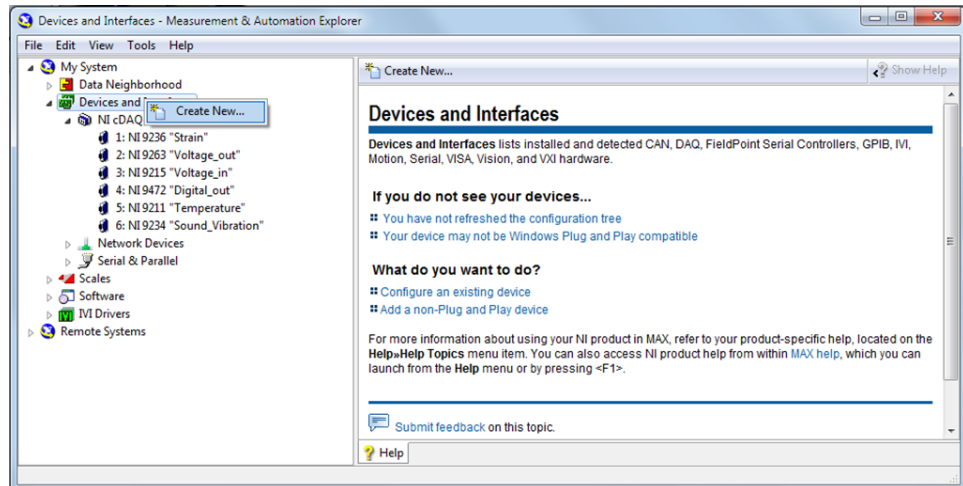 Devices and Interfaces - Measurement & Automation Explorer
File Edit View Tools Help
My System
Data Neighborhood
Devices and
Create New...
NI cDAQ
1: NI 9236 "Strain"
2: NI 9263 "Voltage_out"
3: NI 9215 "Voltage_in"
4: NI 9472 "Digital_out"
5: NI 9211 "Temperature"
6: NI 9234 "Sound_Vibration"
Network Devices
Serial & Parallel
Scales
Software
IVI Drivers
Remote Systems
Create New...
Show Help
Devices and Interfaces
Devices and Interfaces lists installed and detected CAN, DAQ, FieldPoint Serial Controllers, GPIB, IVI,
Motion, Serial, VISA, Vision, and VXI hardware.
If you do not see your devices...
You have not refreshed the configuration tree
Your device may not be Windows Plug and Play compatible
What do you want to do?
Configure an existing device
Add a non-Plug and Play device
For more information about using your NI product in MAX, refer to your product-specific help, located on the
Help»Help Topics menu item. You can also access NI product help from within MAX help, which you can
launch from the Help menu or by pressing <F1>.
Submit feedback on this topic.
Help